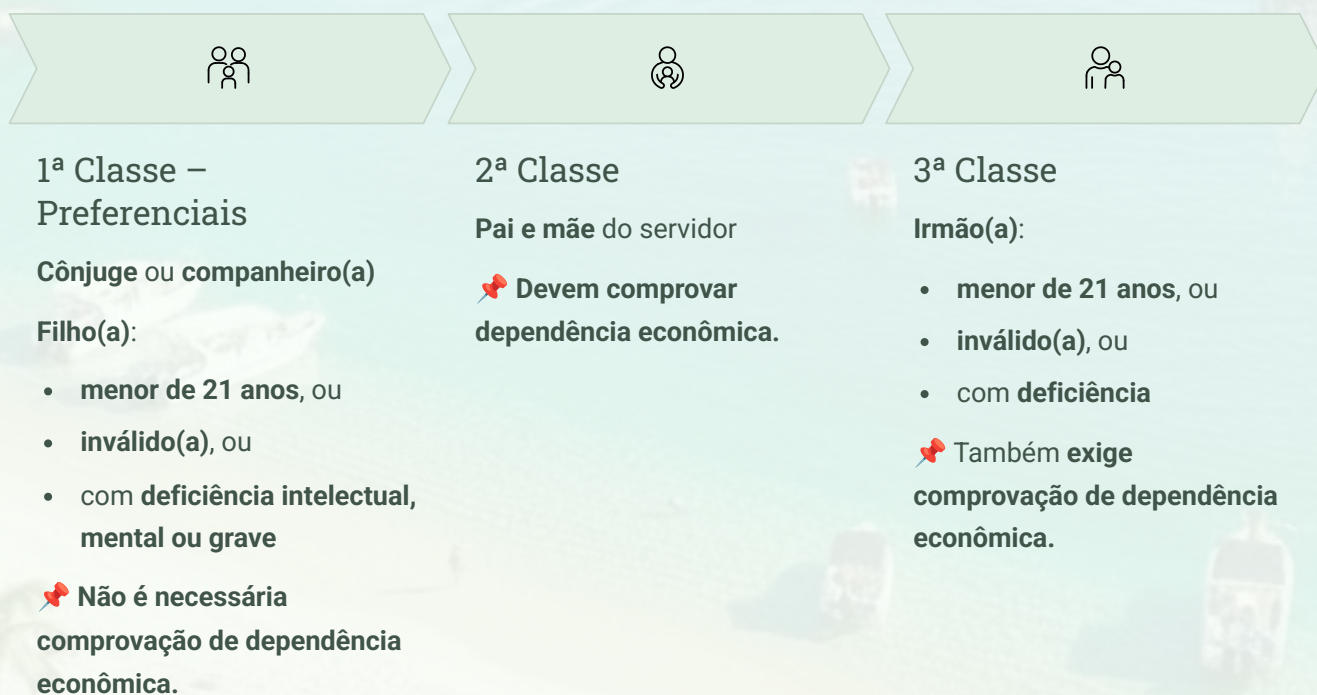 1ª Classe –
Preferenciais
Cônjuge ou companheiro(a)
Filho(a):
• menor de 21 anos, ou
• inválido(a), ou
• com deficiência intelectual,
mental ou grave
📌 Não é necessária
comprovação de dependência
econômica.
2ª Classe
Pai e mãe do servidor
📌 Devem comprovar
dependência econômica.
3ª Classe
Irmão(a):
• menor de 21 anos, ou
• inválido(a), ou
• com deficiência
📌 Também exige
comprovação de dependência
econômica.